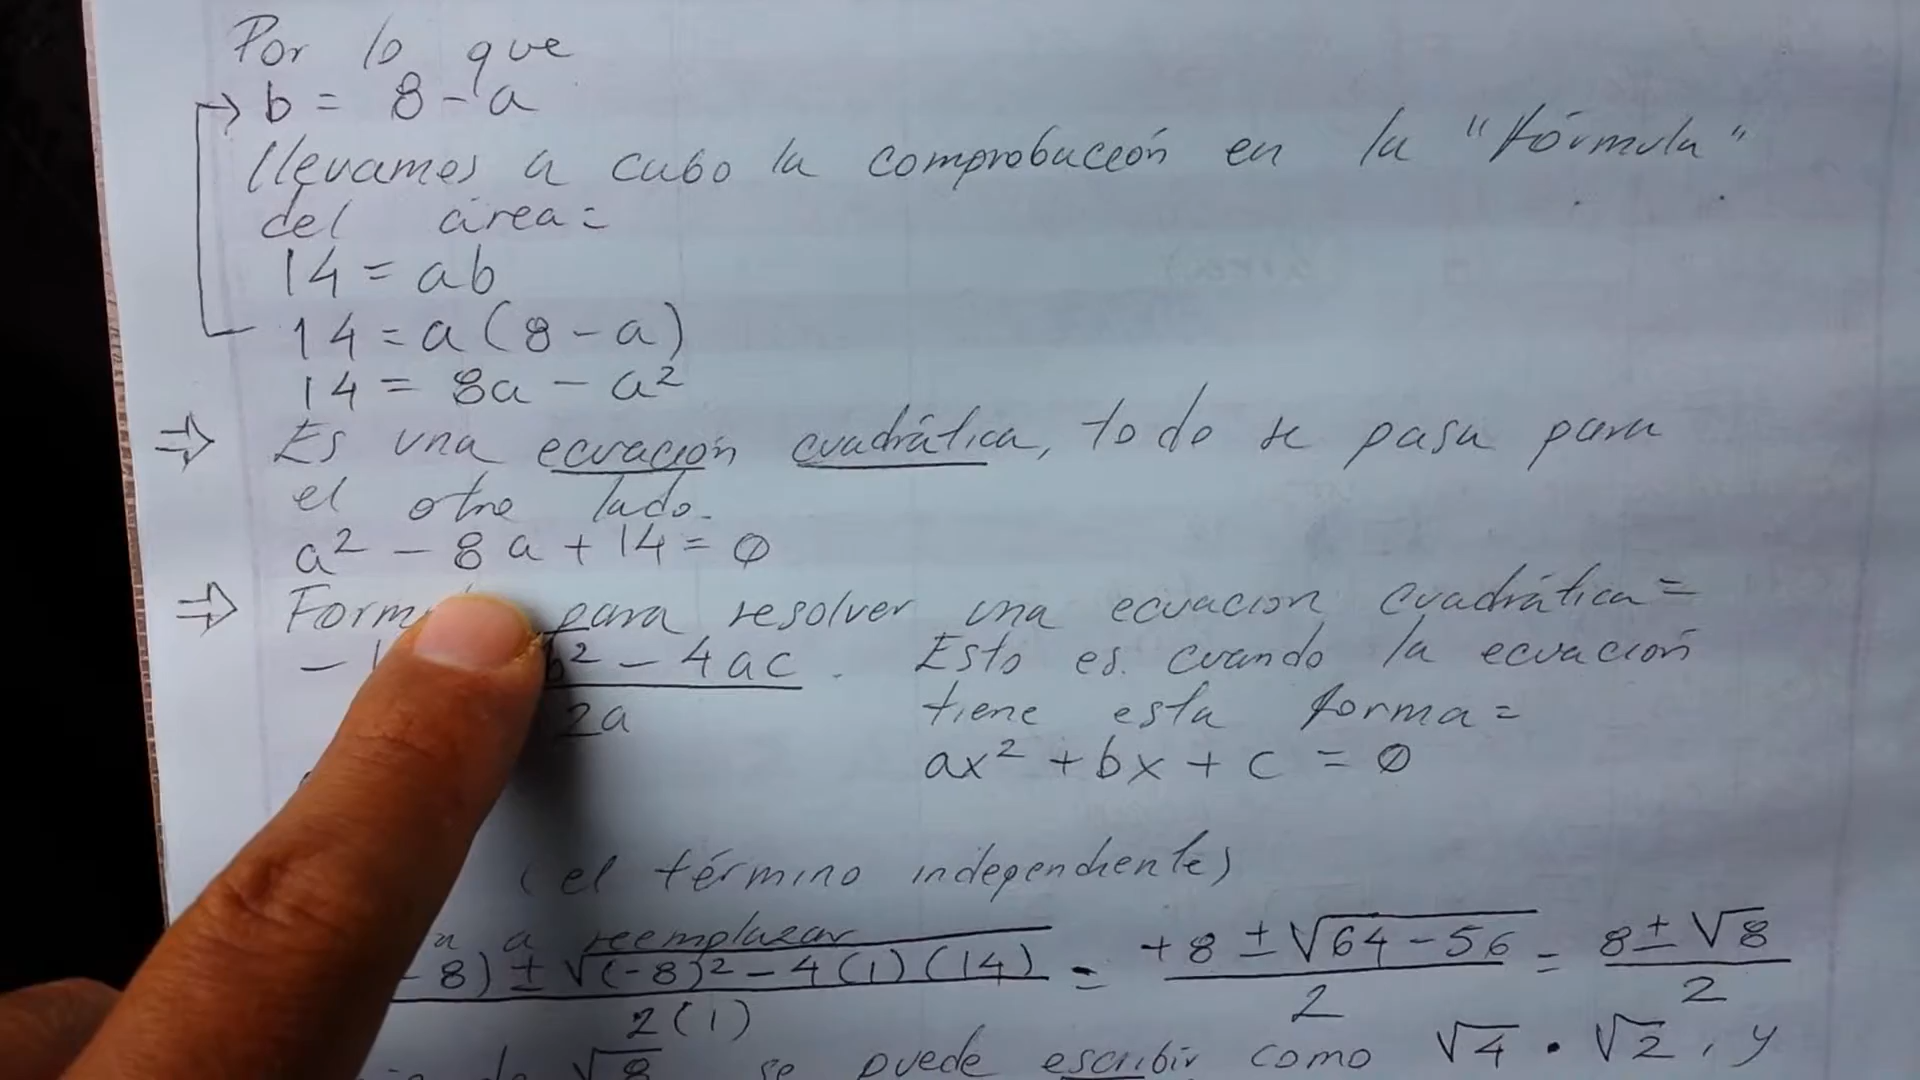 Por lo que
b = 8 - a
llevamos a cubo la comprobación en la "fórmula"
del área=
14 = ab
14 = a(8 - a)
14 = 8a - a²
⇒ Es una ecuación cuadrática, todo se pasa para
el otro lado.
a² - 8a + 14 = 0
⇒ para resolver una ecuacion cuadrática=
b² - 4ac
2a
Esto es cuando la ecuación
tiene esta forma=
ax² + bx + c = 0
(el término independiente)
a reemplazar
8) ± √(-8)² - 4(1)(14) = +8 ± √64 - 56 = 8 ± √8
2(1) 2 2
√8 se puede escribir como √4 · √2, y